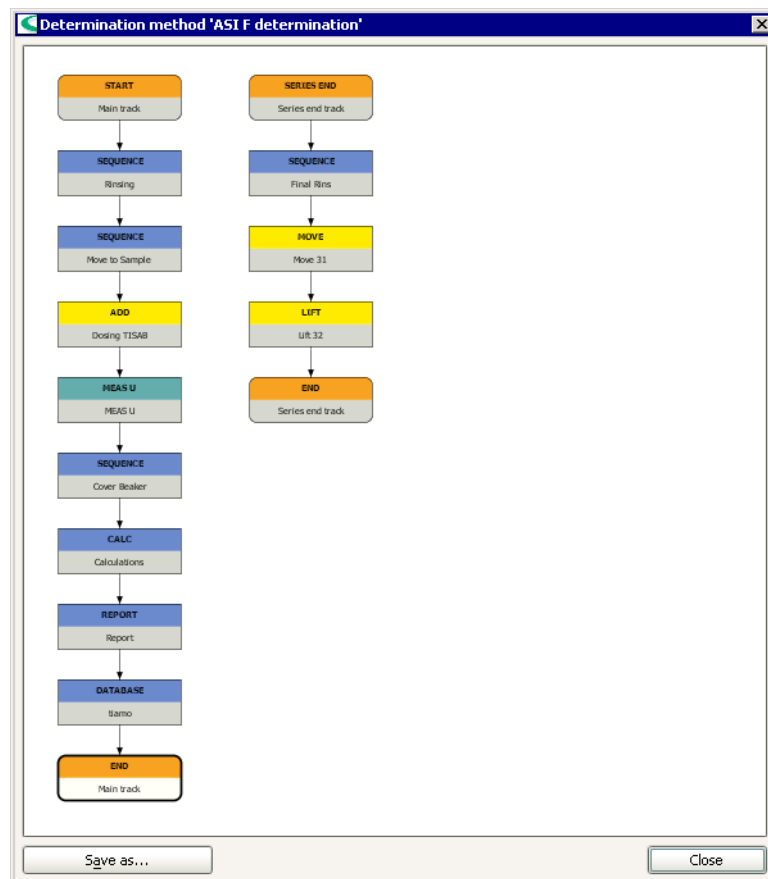 Determination method 'ASI F determination'
START
Main track
SEQUENCE
Rinsing
SEQUENCE
Move to Sample
ADD
Dosing TISAB
MEAS U
MEAS U
SEQUENCE
Cover Beaker
CALC
Calculations
REPORT
Report
DATABASE
tiamo
END
Main track
SERIES END
Series end track
SEQUENCE
Final Rins
MOVE
Move 31
LIFT
Lift 32
END
Series end track
Save as...
Close